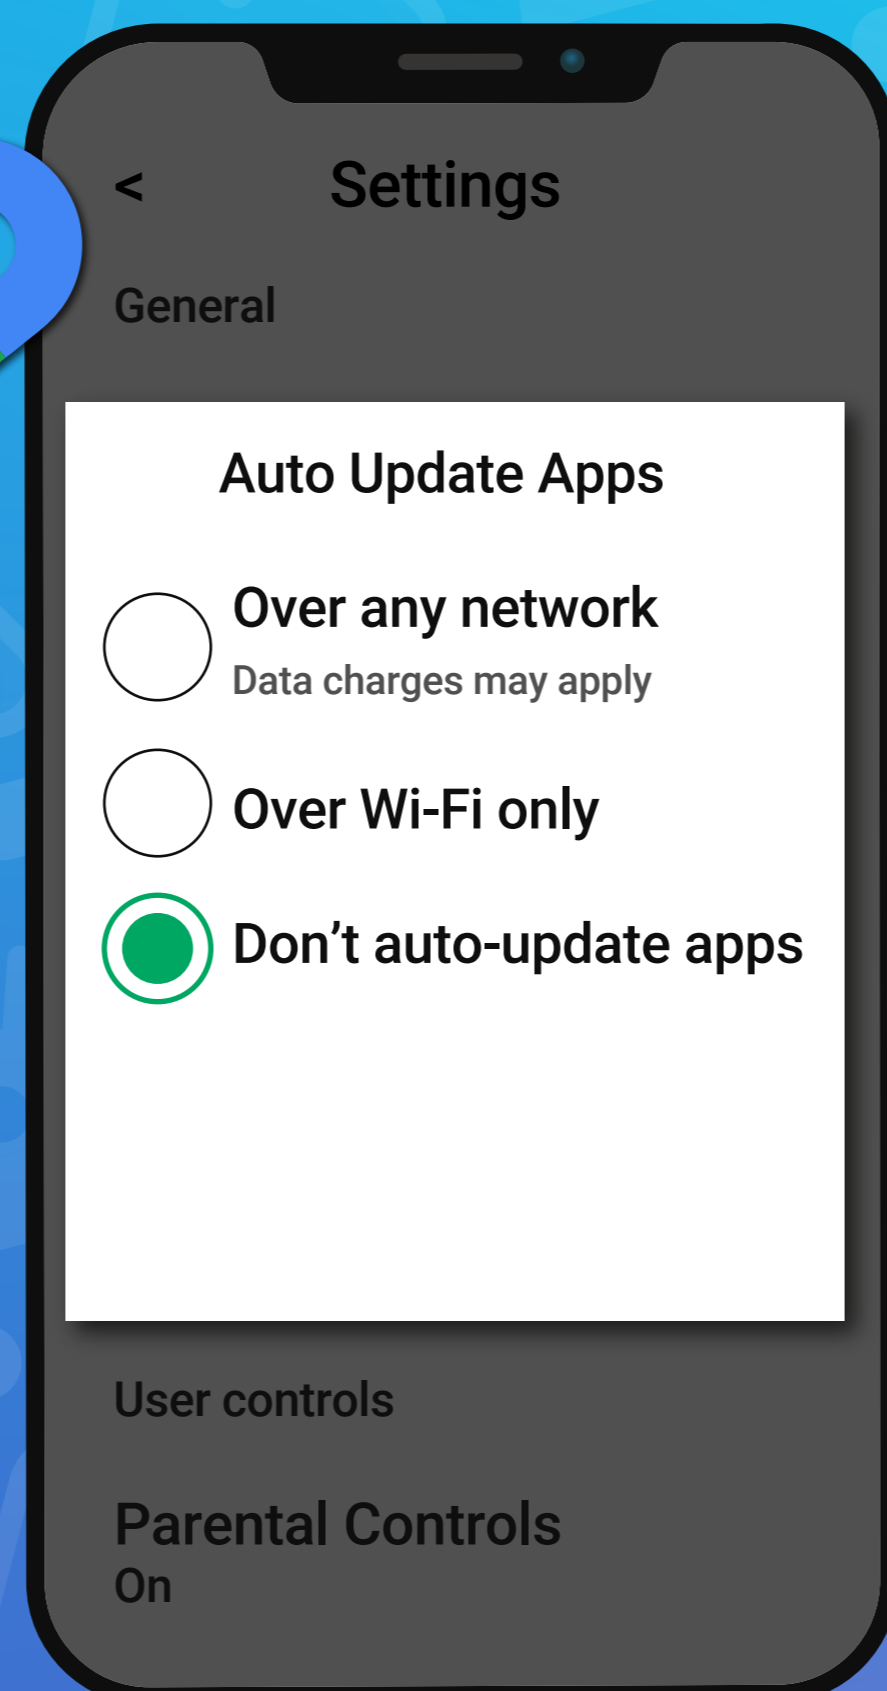 < Settings
General
Auto Update Apps
Over any network
Data charges may apply
Over Wi-Fi only
Don’t auto-update apps
User controls
Parental Controls
On